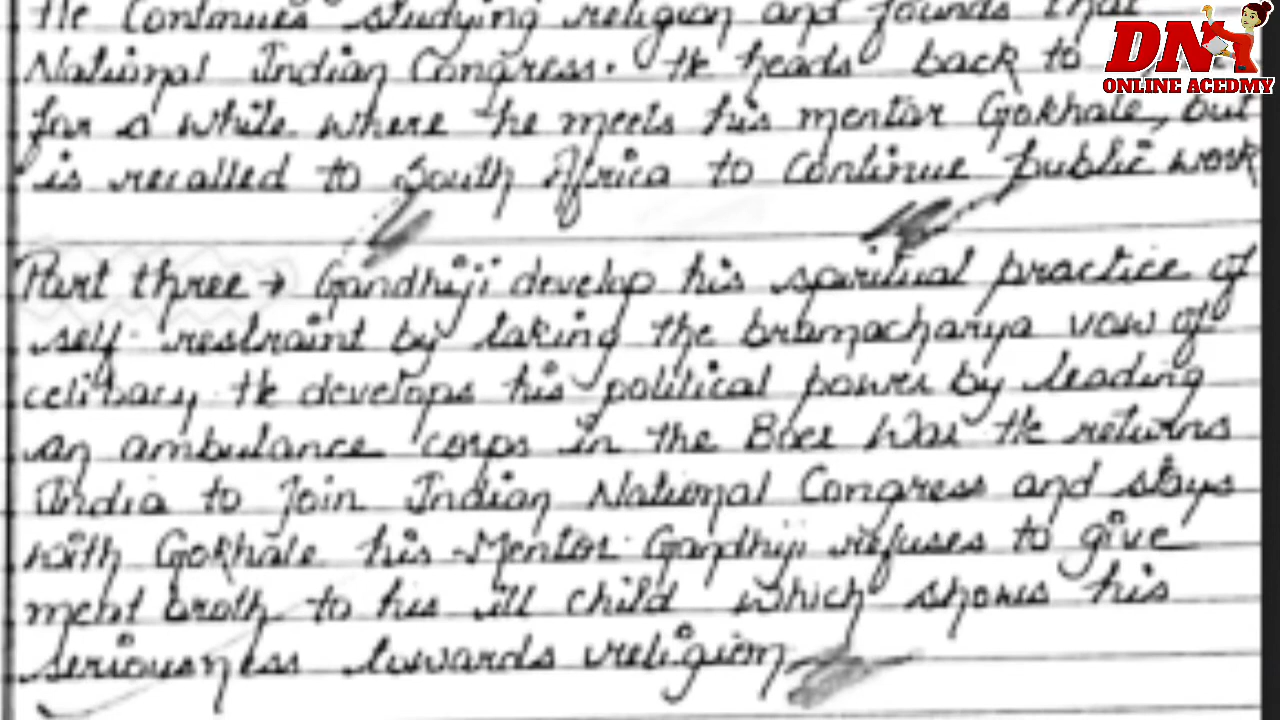 He Continues studying religion and founds that
National Indian Congress. He heads back to
for a while where he meets his mentor Gokhale, but
is recalled to South Africa to Continue public work
Part three → Gandhiji develop his spiritual practice of
self-restraint by taking the bramacharya vow of
celibacy. He develops his political power by leading
an ambulance corps in the Boer War He returns
India to Join Indian National Congress and stays
with Gokhale his Mentor. Gandhiji refuses to give
meat broth to his ill child which shows his
seriousness towards religion
DNA
ONLINE ACEDMY